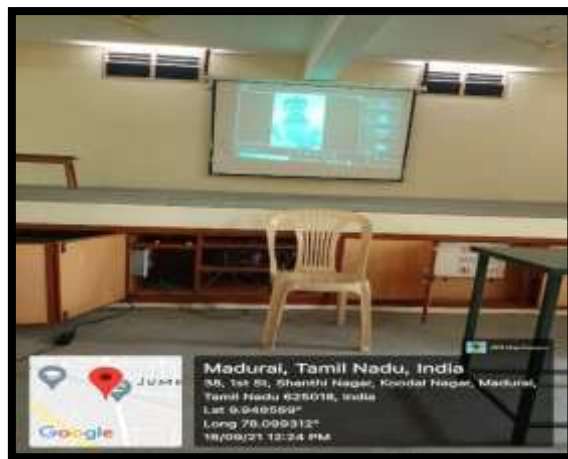 Madurai, Tamil Nadu, India
38, 1st St, Shanthi Nagar, Koodal Nagar, Madurai,
Tamil Nadu 625018, India
Lat 9.949559°
Long 78.099312°
18/09/21 12:24 PM
Google